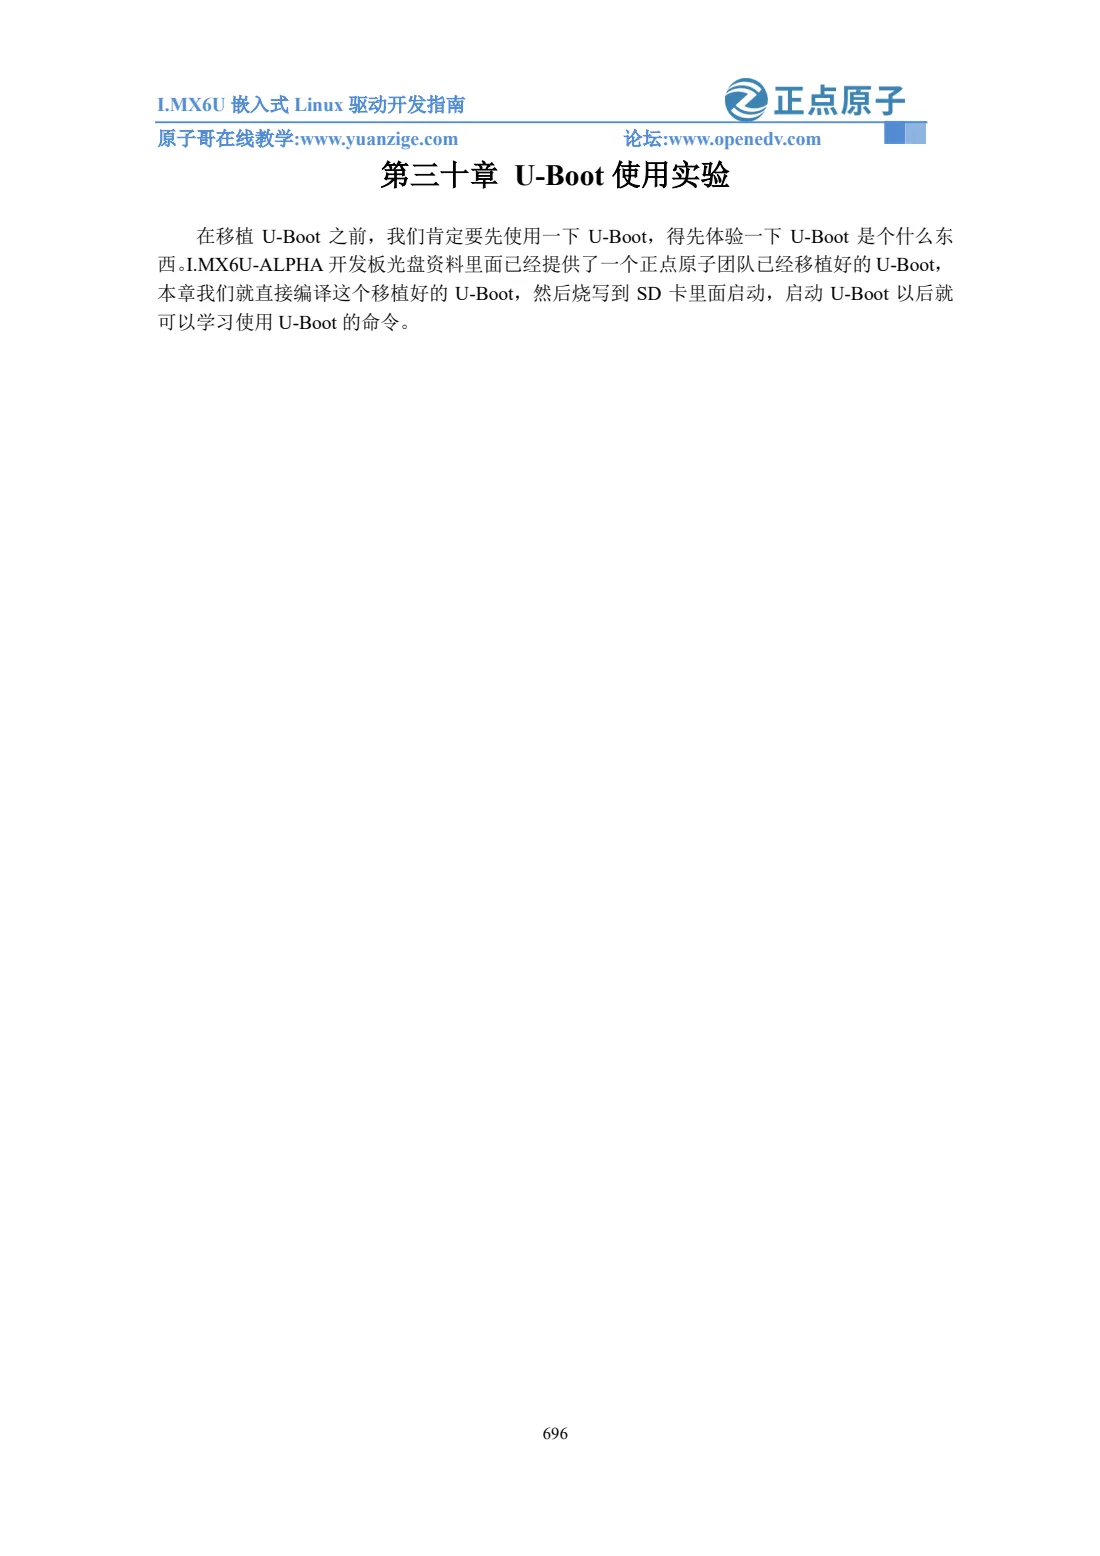 I.MX6U 嵌入式 Linux 驱动开发指南
正点原子
原子哥在线教学:www.yuanzige.com 论坛:www.openedv.com
第三十章 U-Boot 使用实验
在移植 U-Boot 之前，我们肯定要先使用一下 U-Boot，得先体验一下 U-Boot 是个什么东
西。I.MX6U-ALPHA 开发板光盘资料里面已经提供了一个正点原子团队已经移植好的 U-Boot，
本章我们就直接编译这个移植好的 U-Boot，然后烧写到 SD 卡里面启动，启动 U-Boot 以后就
可以学习使用 U-Boot 的命令。
696